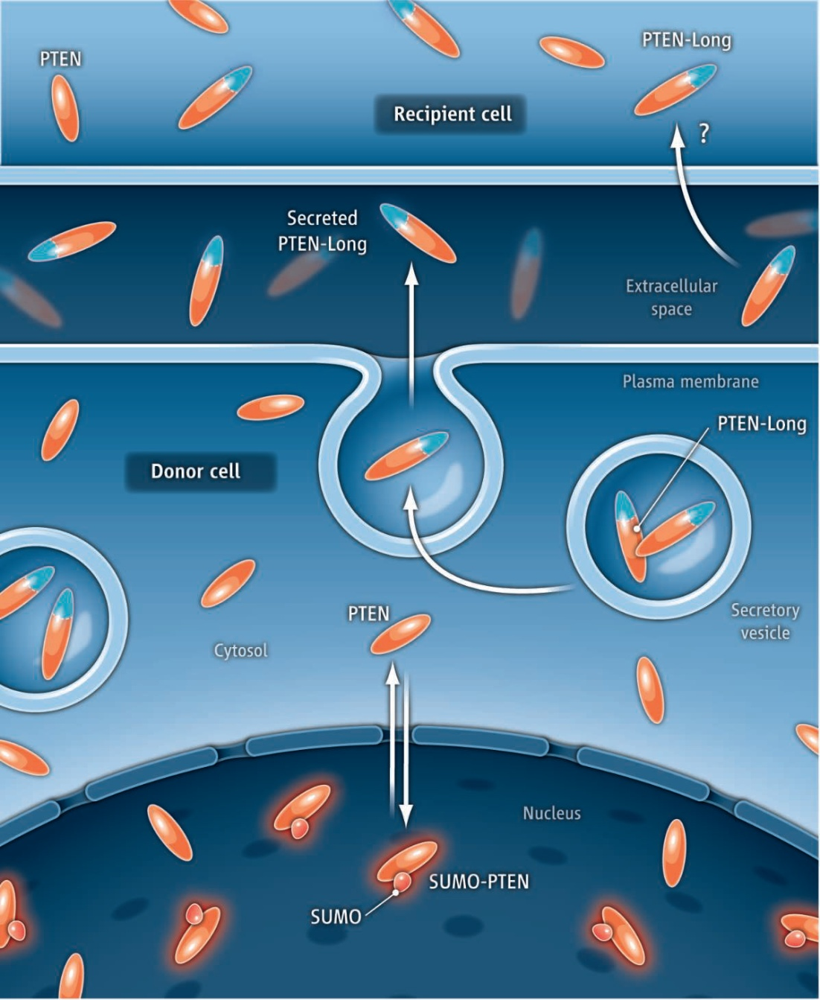 PTEN-Long
PTEN
Recipient cell
?
Secreted
PTEN-Long
Extracellular
space
Plasma membrane
PTEN-Long
Donor cell
Secretory
vesicle
PTEN
Cytosol
Nucleus
SUMO-PTEN
SUMO